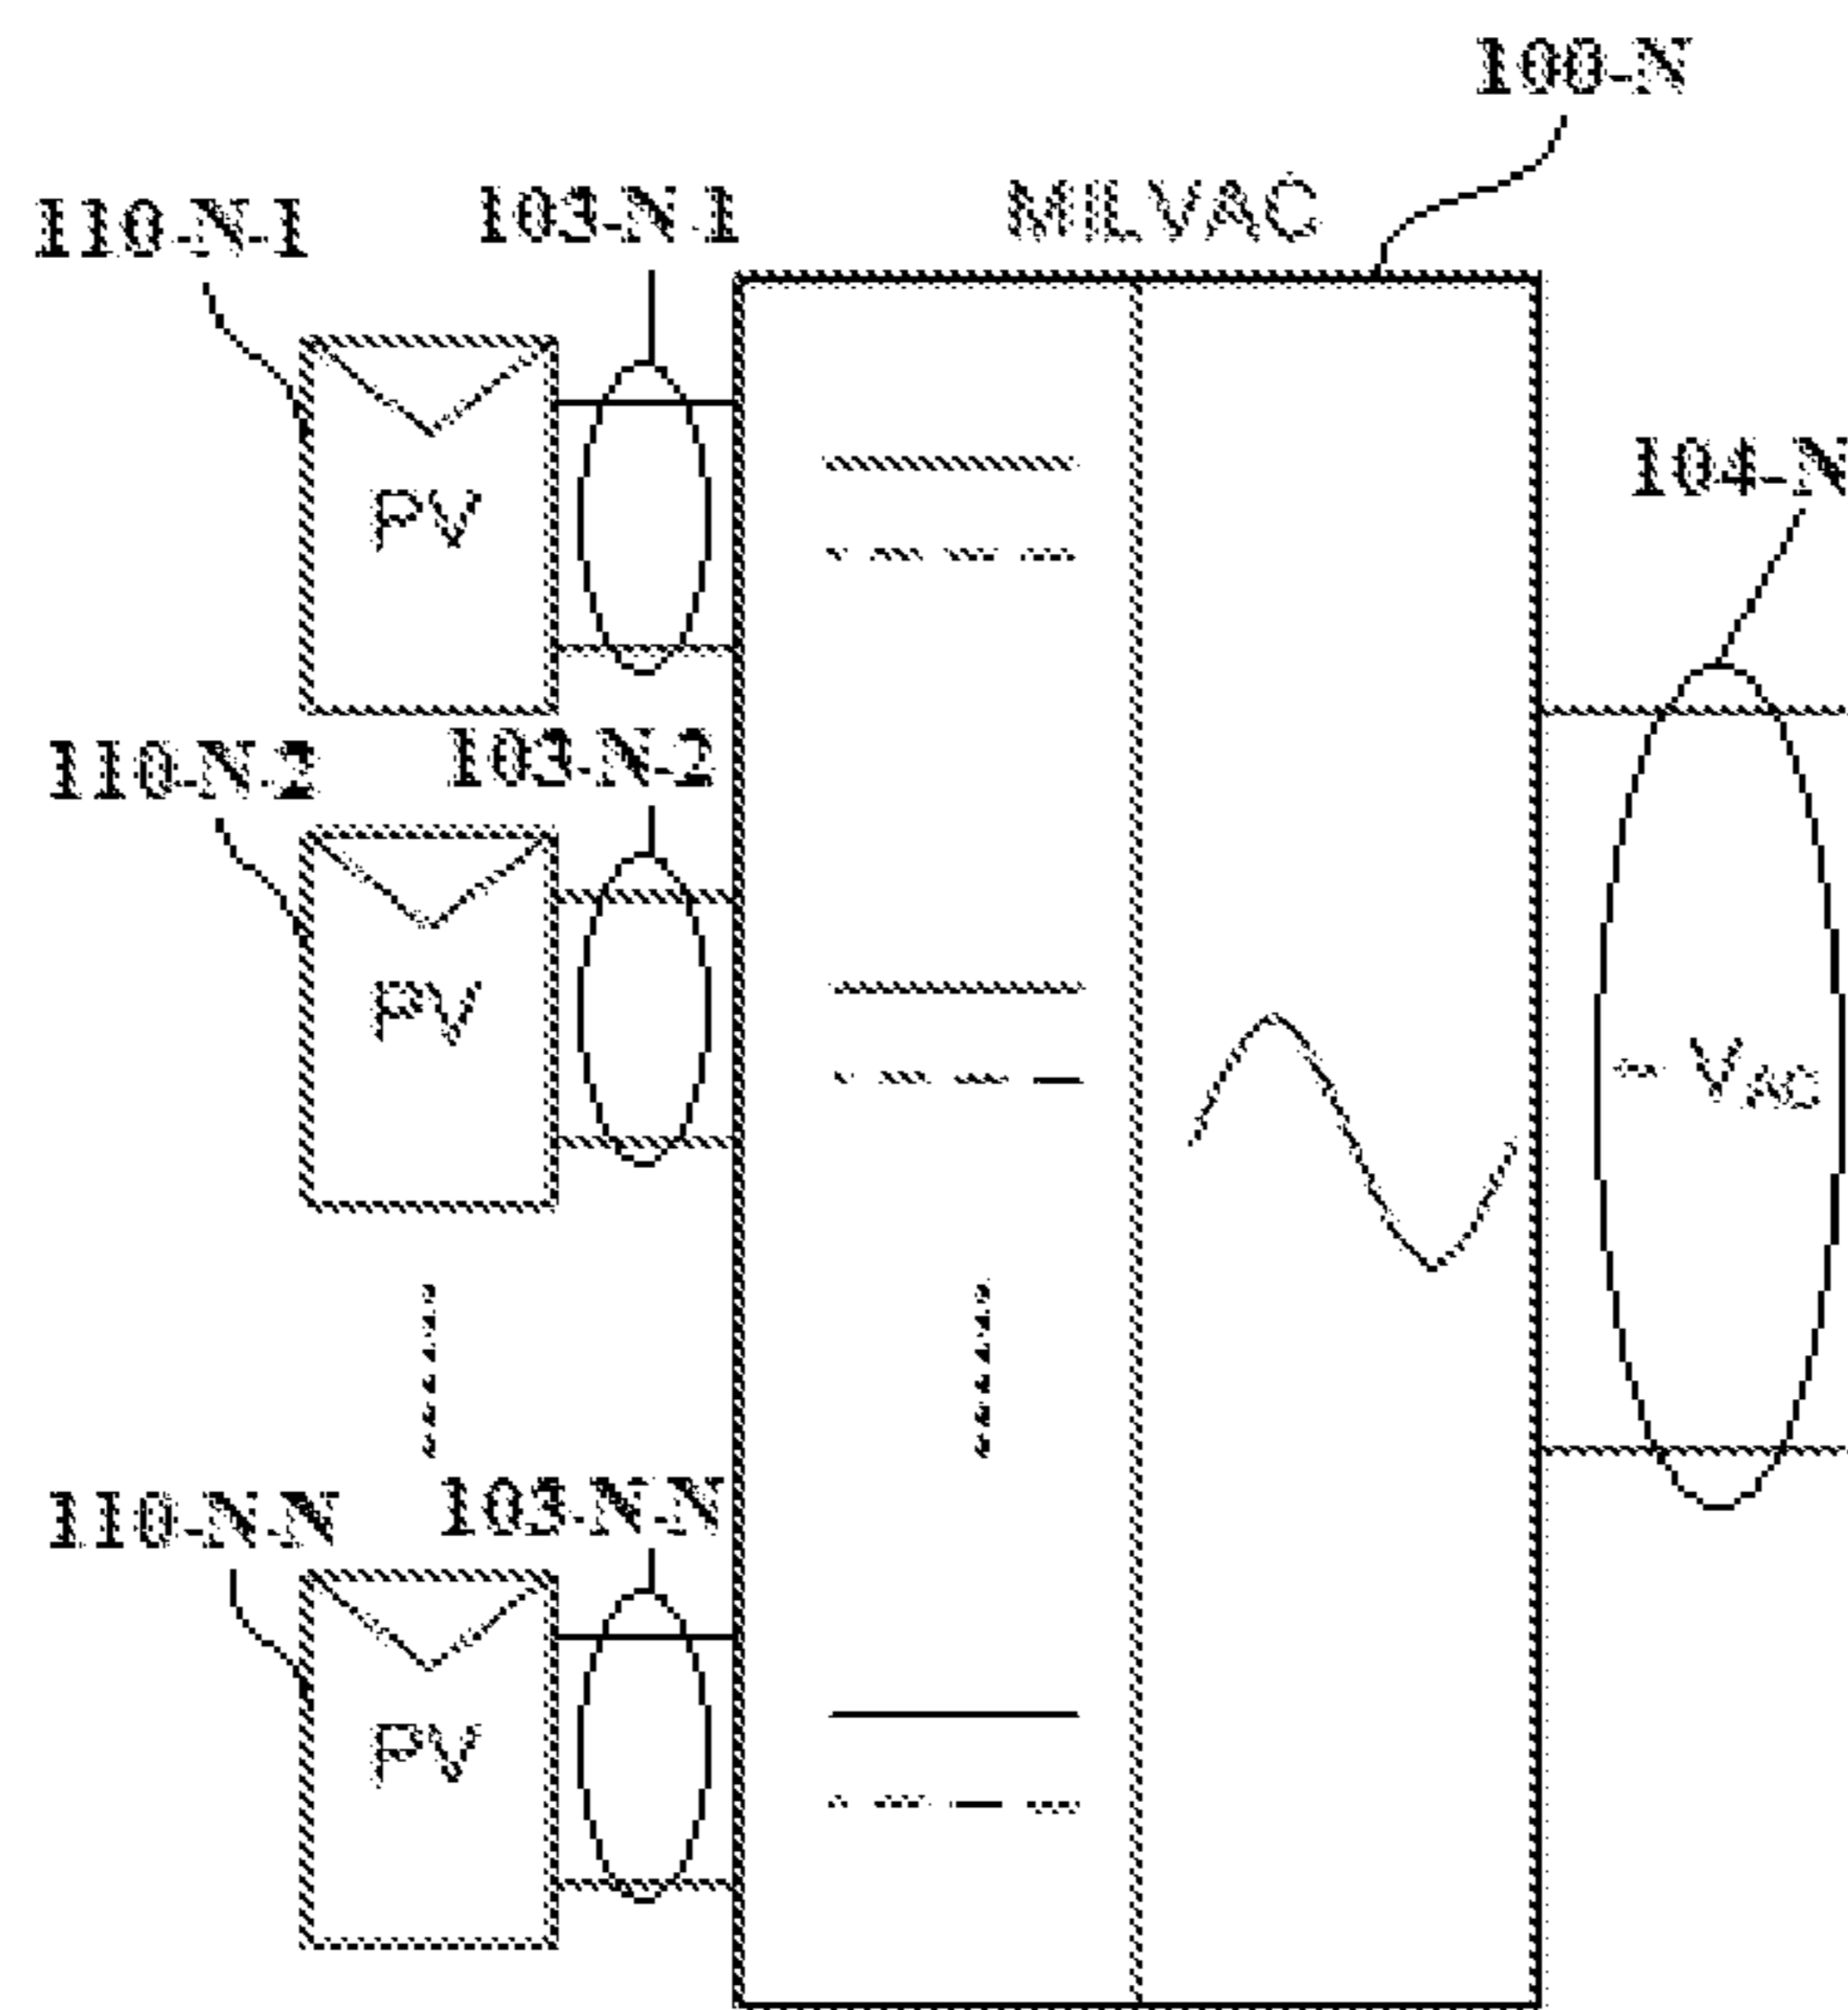 100-N
110-N-1
103-N-1
MILVAC
PV
104-N
110-N-2
103-N-2
PV
~ VAC
110-N-N
103-N-N
PV